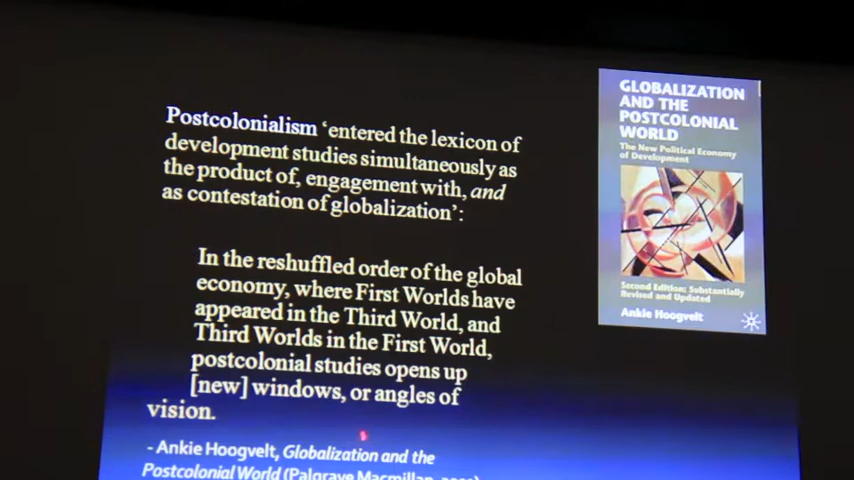 Postcolonialism ‘entered the lexicon of
development studies simultaneously as
the product of, engagement with, and
as contestation of globalization’:
In the reshuffled order of the global
economy, where First Worlds have
appeared in the Third World, and
Third Worlds in the First World,
postcolonial studies opens up
[new] windows, or angles of
vision.
- Ankie Hoogvelt, Globalization and the
Postcolonial World (Palgrave Macmillan,
GLOBALIZATION
AND THE
POSTCOLONIAL
WORLD
The New Political Economy
of Development
Second Edition: Substantially
Revised and Updated
Ankie Hoogvelt